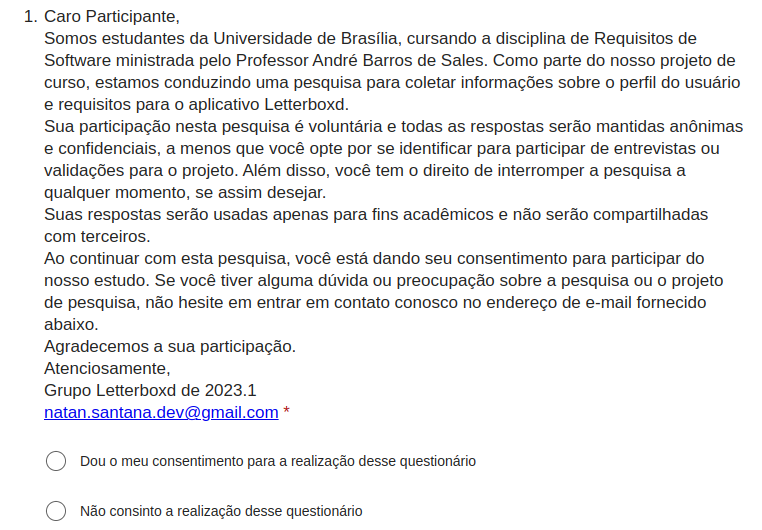 1. Caro Participante,
Somos estudantes da Universidade de Brasília, cursando a disciplina de Requisitos de
Software ministrada pelo Professor André Barros de Sales. Como parte do nosso projeto de
curso, estamos conduzindo uma pesquisa para coletar informações sobre o perfil do usuário
e requisitos para o aplicativo Letterboxd.
Sua participação nesta pesquisa é voluntária e todas as respostas serão mantidas anônimas
e confidenciais, a menos que você opte por se identificar para participar de entrevistas ou
validações para o projeto. Além disso, você tem o direito de interromper a pesquisa a
qualquer momento, se assim desejar.
Suas respostas serão usadas apenas para fins acadêmicos e não serão compartilhadas
com terceiros.
Ao continuar com esta pesquisa, você está dando seu consentimento para participar do
nosso estudo. Se você tiver alguma dúvida ou preocupação sobre a pesquisa ou o projeto
de pesquisa, não hesite em entrar em contato conosco no endereço de e-mail fornecido
abaixo.
Agradecemos a sua participação.
Atenciosamente,
Grupo Letterboxd de 2023.1
natan.santana.dev@gmail.com *
Dou o meu consentimento para a realização desse questionário
Não consinto a realização desse questionário